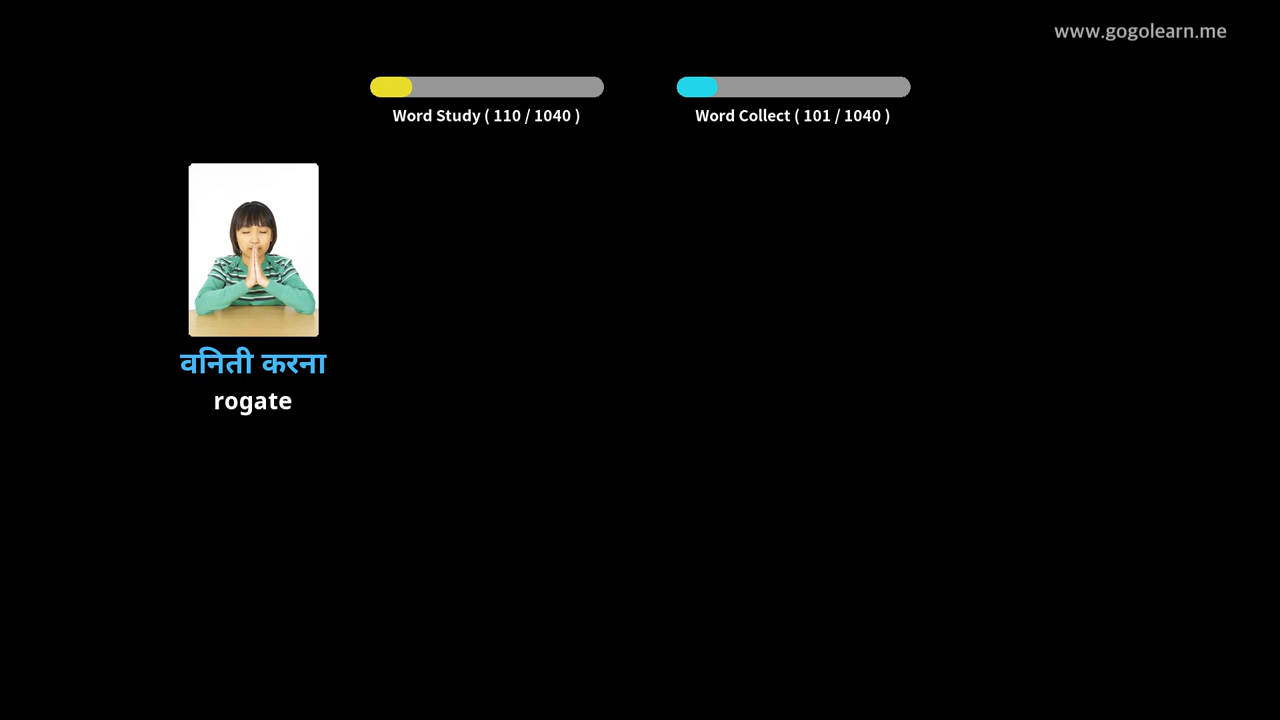 www.gogolearn.me
Word Study ( 110 / 1040 )
Word Collect ( 101 / 1040 )
वनिती करना
rogate